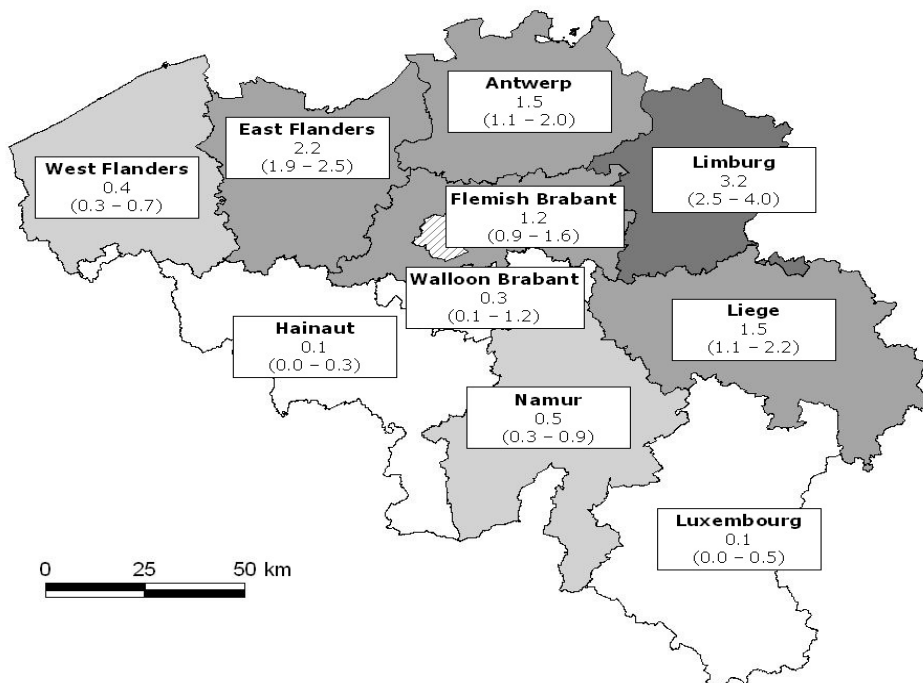 Antwerp
1.5
(1.1 – 2.0)
East Flanders
2.2
(1.9 – 2.5)
West Flanders
0.4
(0.3 – 0.7)
Limburg
3.2
(2.5 – 4.0)
Flemish Brabant
1.2
(0.9 – 1.6)
Walloon Brabant
0.3
(0.1 – 1.2)
Hainaut
0.1
(0.0 – 0.3)
Liege
1.5
(1.1 – 2.2)
Namur
0.5
(0.3 – 0.9)
Luxembourg
0.1
(0.0 – 0.5)
0 25 50 km